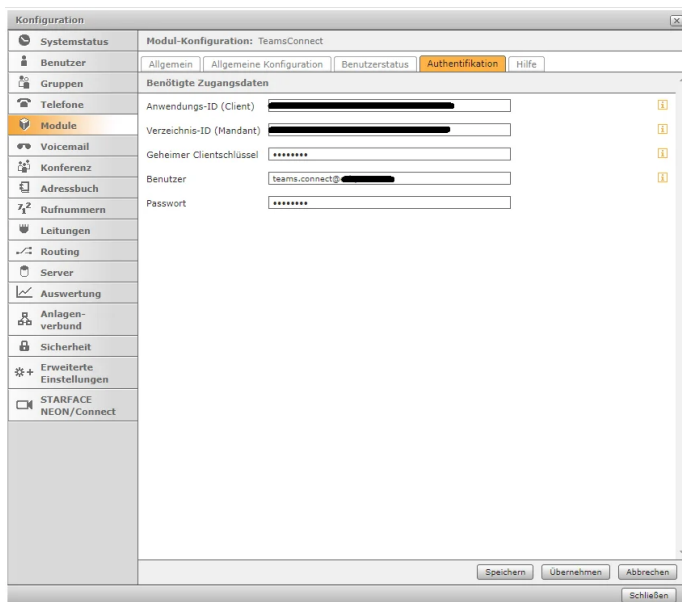 Konfiguration
Systemstatus
Benutzer
Gruppen
Telefone
Module
Voicemail
Konferenz
Adressbuch
Rufnummern
Leitungen
Routing
Server
Auswertung
Anlagen-
verbund
Sicherheit
Erweiterte
Einstellungen
STARFACE
NEON/Connect
Modul-Konfiguration: TeamsConnect
Allgemein Allgemeine Konfiguration Benutzerstatus Authentifikation Hilfe
Benötigte Zugangsdaten
Anwendungs-ID (Client)
Verzeichnis-ID (Mandant)
Geheimer Clientschlüssel ••••••••
Benutzer teams.connect@
Passwort ••••••••
Speichern Übernehmen Abbrechen
Schließen